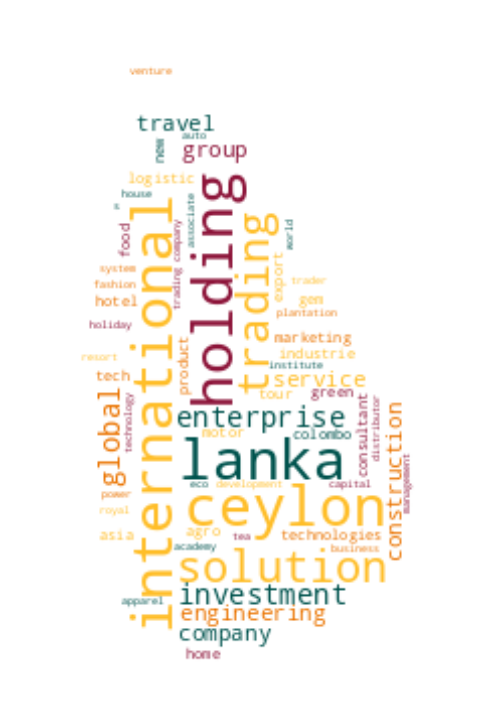 venture
travel
auto
new
group
logistic
holding
house
s
associate
international
trading
food
trading company
world
system
export
trader
fashion
hotel
gem
plantation
holiday
marketing
product
industrie
resort
institute
tech
service
tour
green
technology
global
enterprise
consultant
distributor
motor
colombo
construction
lanka
management
eco
development
capital
power
ceylon
royal
asia
agro
tea
technologies
academy
business
solution
apparel
investment
engineering
company
home